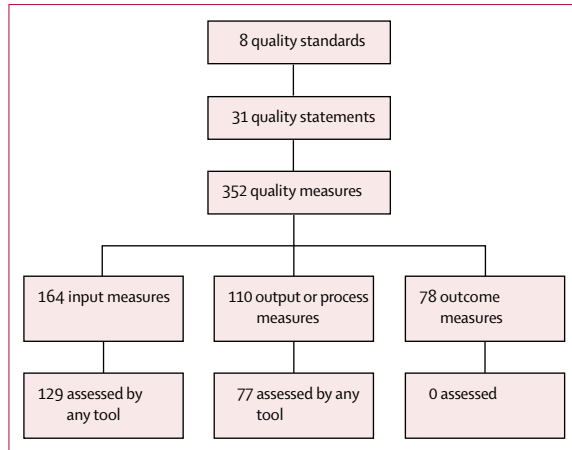 8 quality standards
31 quality statements
352 quality measures
164 input measures
110 output or process
measures
78 outcome
measures
129 assessed by
any tool
77 assessed by any
tool
0 assessed